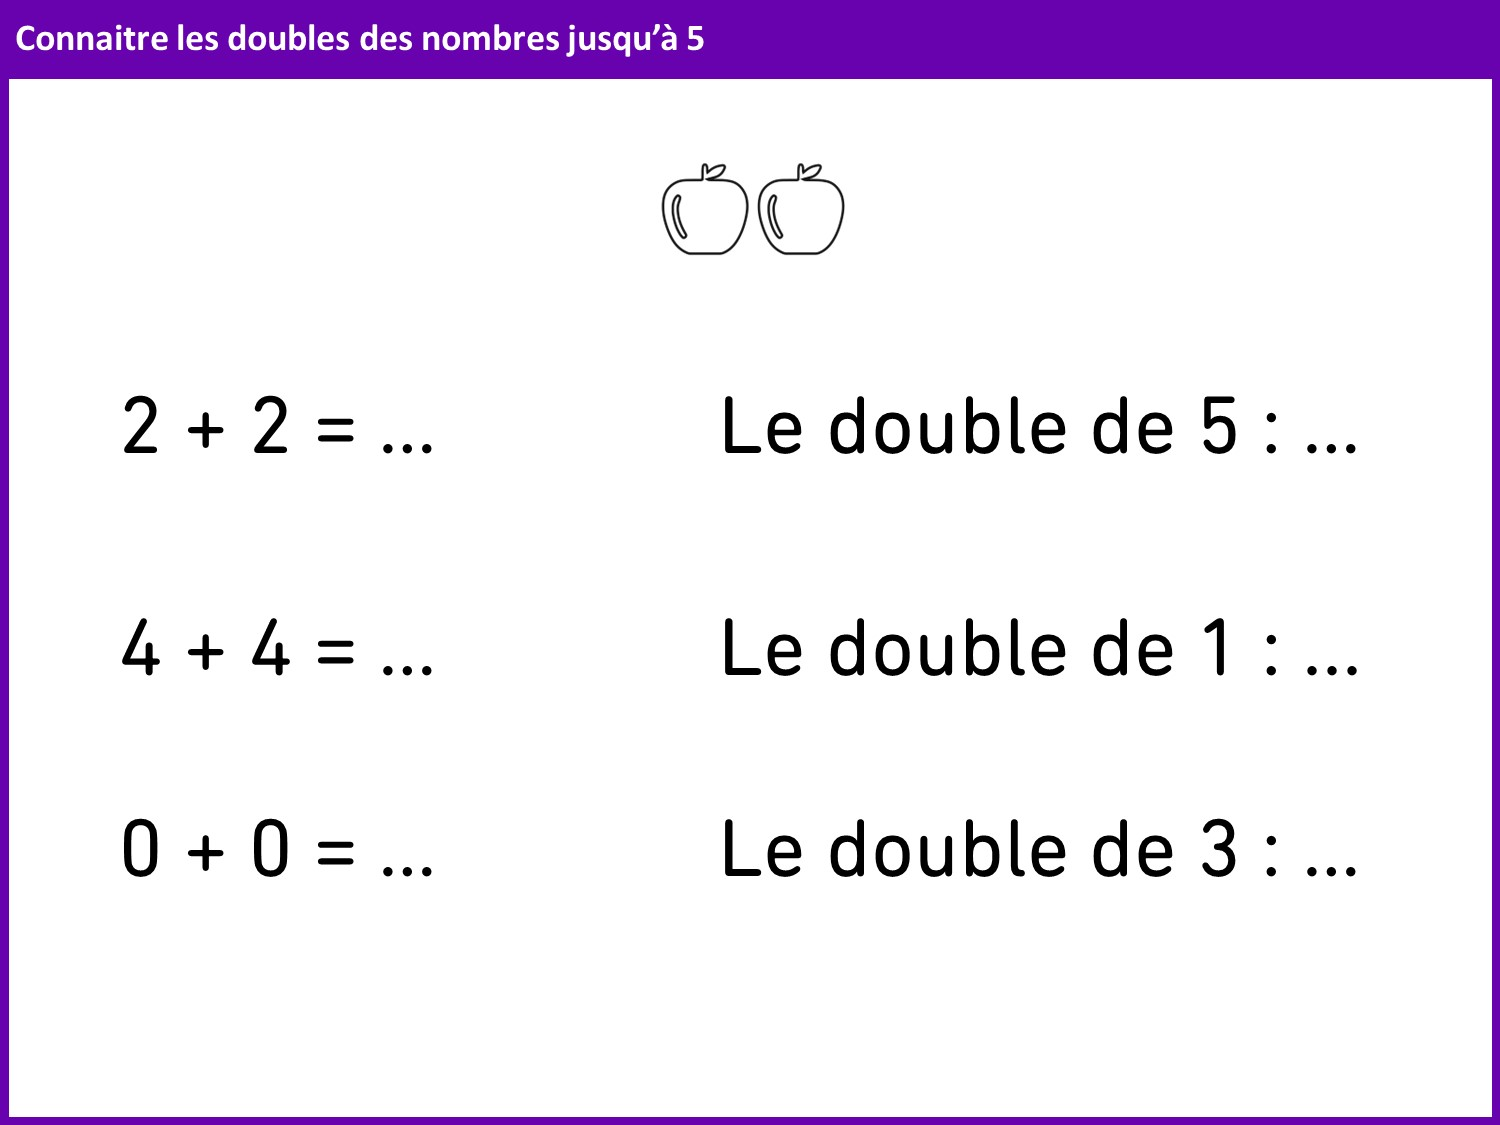 Connaitre les doubles des nombres jusqu’à 5
2 + 2 = ...
Le double de 5 : ...
4 + 4 = ...
Le double de 1 : ...
0 + 0 = ...
Le double de 3 : ...